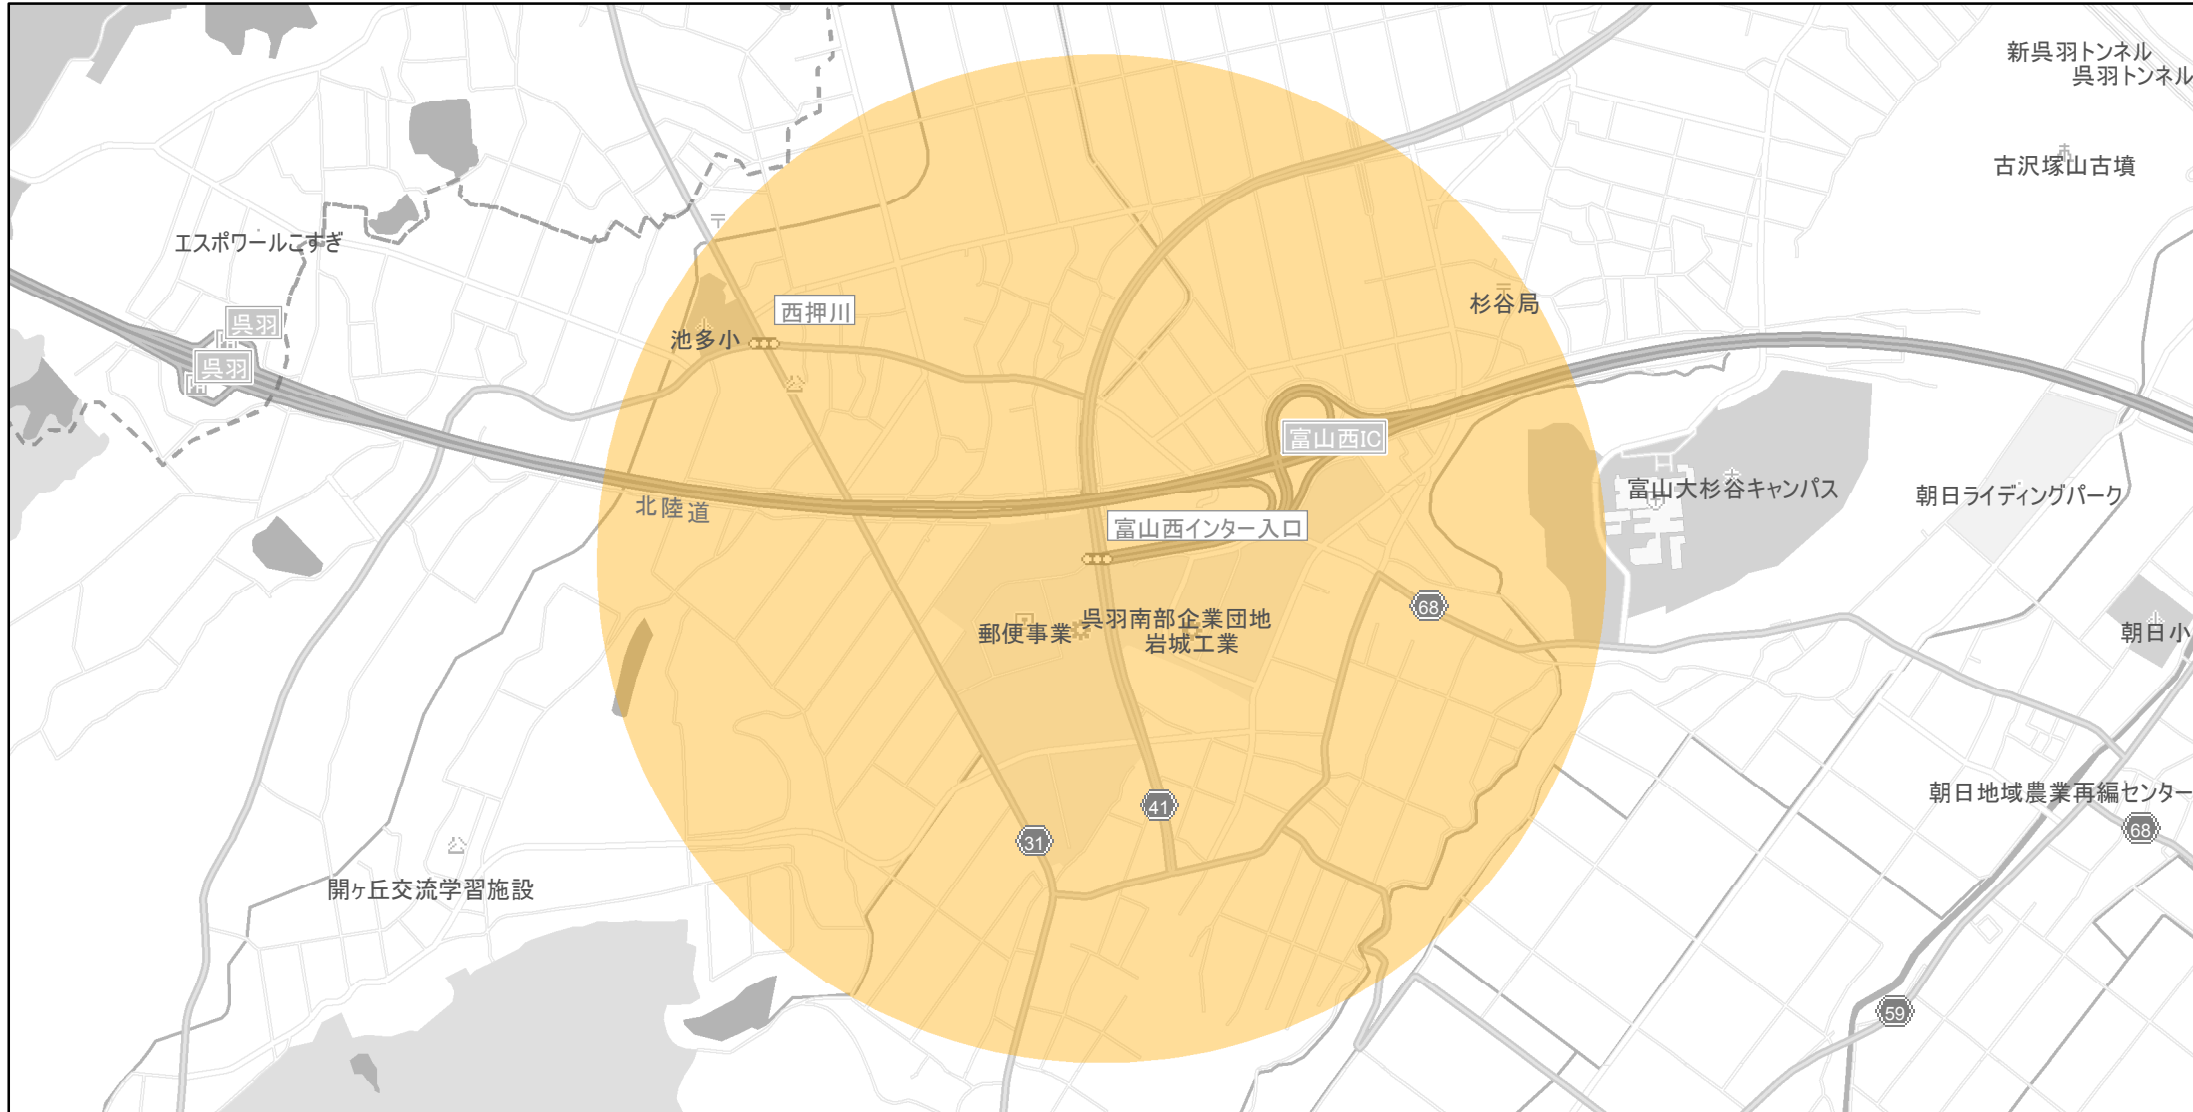 新呉羽トンネル
呉羽トンネル
古沢塚山古墳
エスポワールこすぎ
呉羽
呉羽
西押川
池多小
杉谷局
富山西IC
北陸道
富山西インター入口
富山大杉谷キャンパス
朝日ライディングパーク
68
呉羽南部企業団地
郵便事業
岩城工業
朝日小
41
31
朝日地域農業再編センター
68
開ヶ丘交流学習施設
59